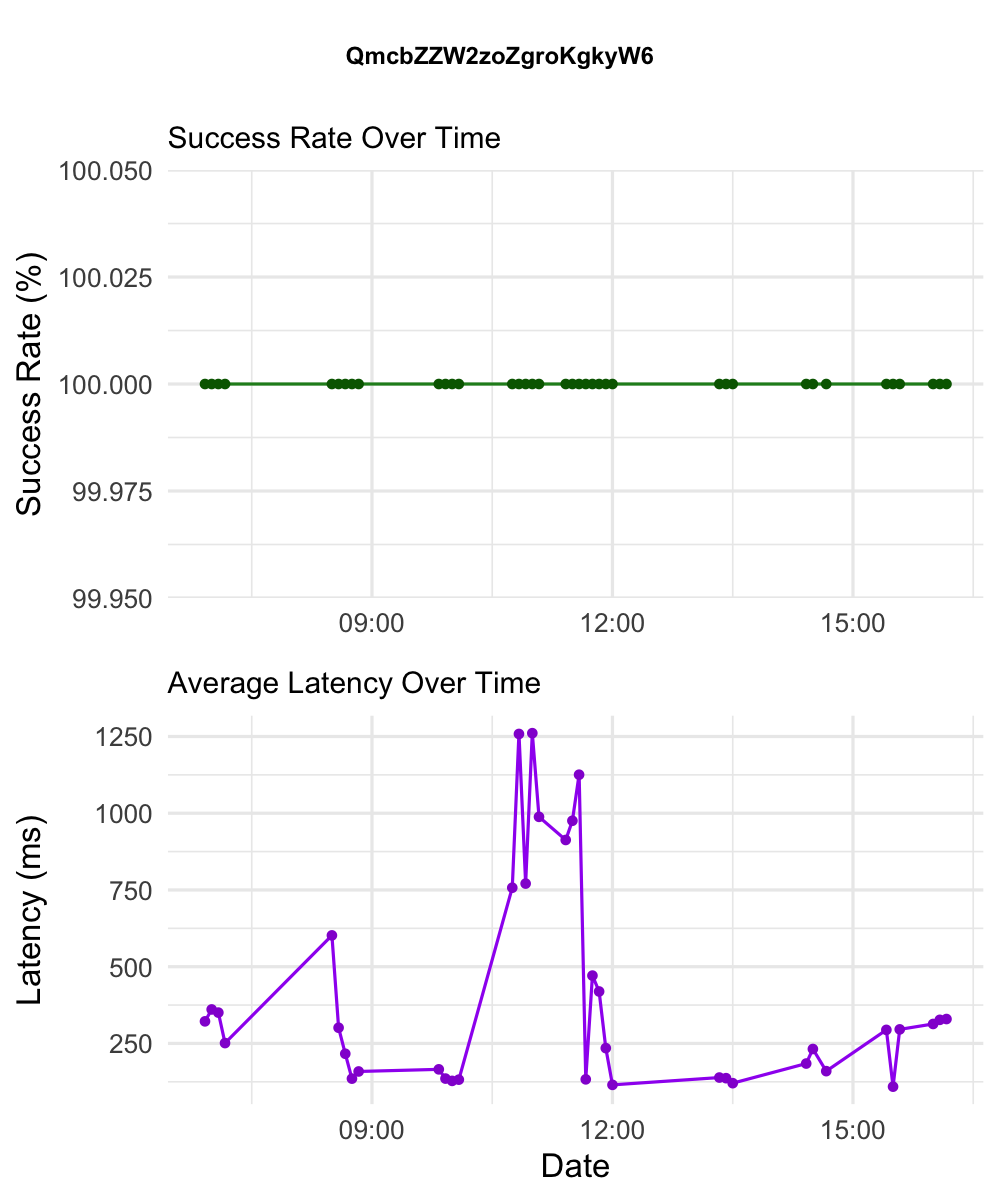 QmcbZZW2zoZgroKgkyW6
Success Rate Over Time
Success Rate (%)
100.050
100.025
100.000
99.975
99.950
09:00 12:00 15:00
Average Latency Over Time
Latency (ms)
1250
1000
750
500
250
09:00 12:00 15:00
Date